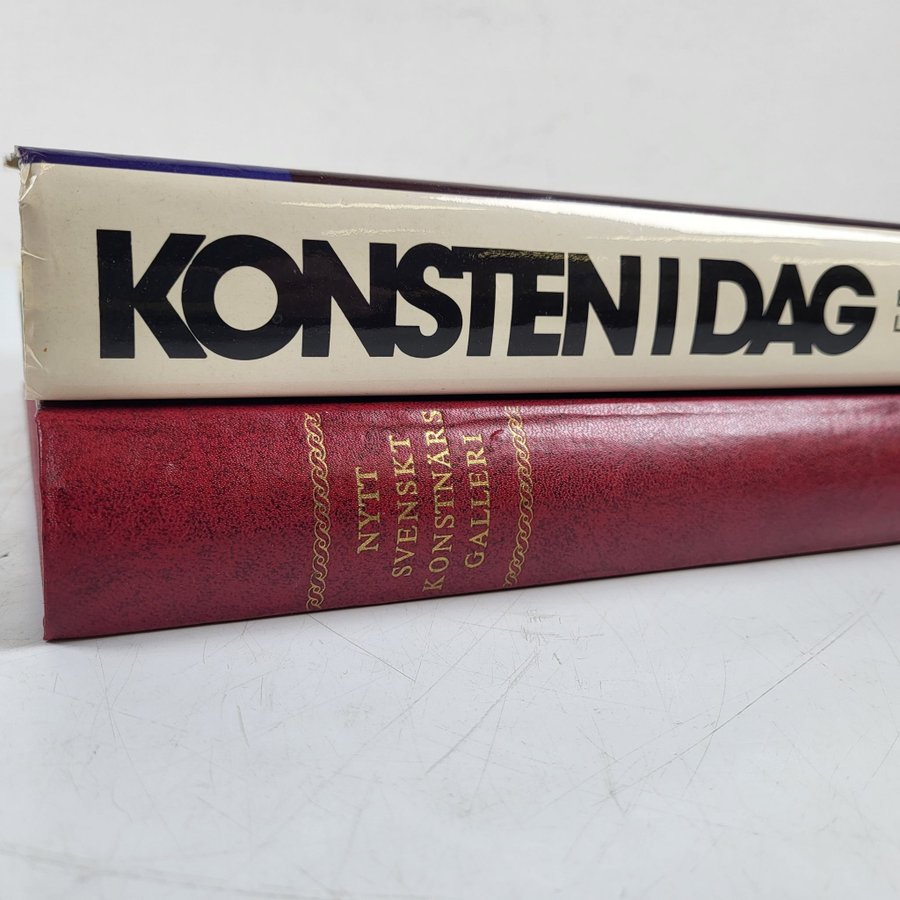 KONSTEN I DAG
NYTT
SVENSKT
KONSTNÄRS
GALLERI